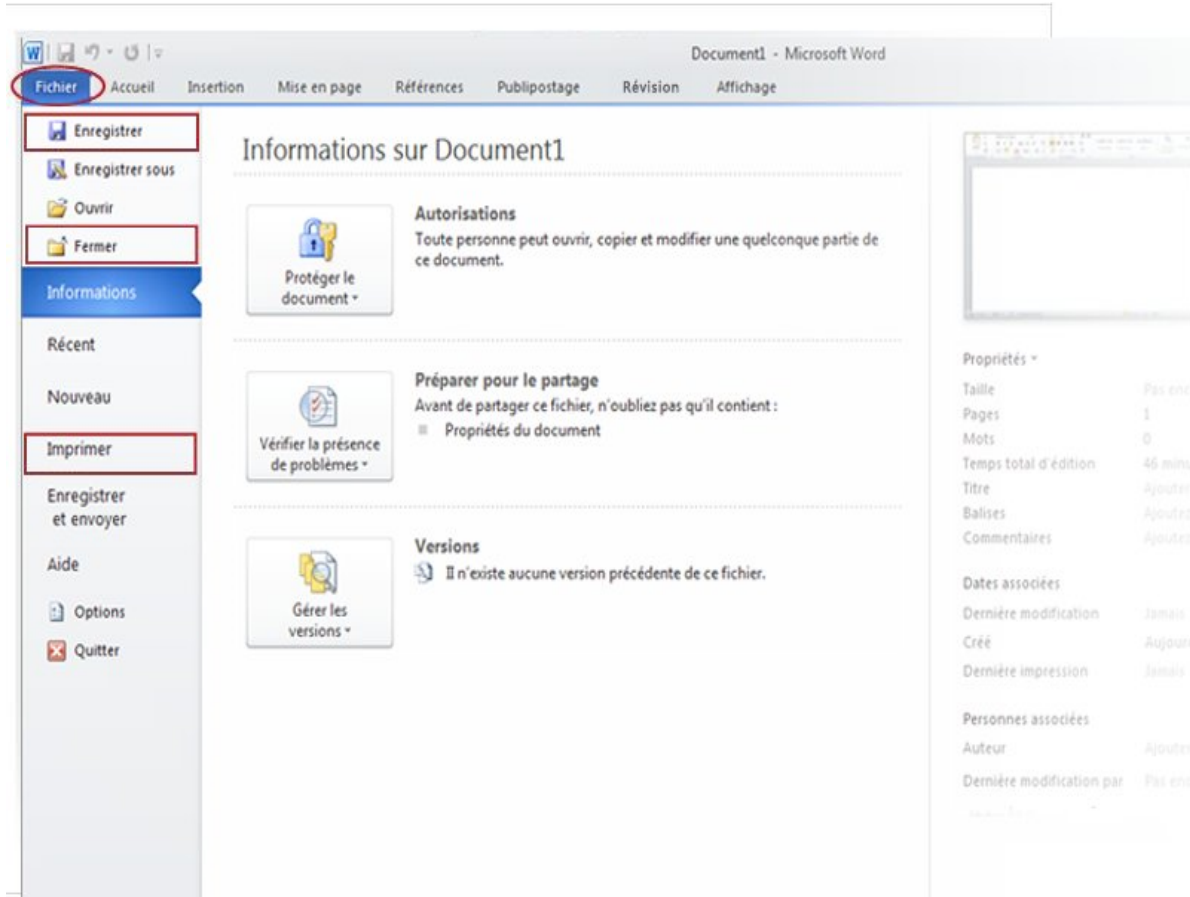 Document1 - Microsoft Word
Fichier Accueil Insertion Mise en page Références Publipostage Révision Affichage
Enregistrer
Enregistrer sous
Ouvrir
Fermer
Informations
Récent
Nouveau
Imprimer
Enregistrer
et envoyer
Aide
Options
Quitter
Informations sur Document1
Protéger le
document
Autorisations
Toute personne peut ouvrir, copier et modifier une quelconque partie de
ce document.
Vérifier la présence
de problèmes
Préparer pour le partage
Avant de partager ce fichier, n'oubliez pas qu'il contient :
Propriétés du document
Gérer les
versions
Versions
Il n'existe aucune version précédente de ce fichier.
Propriétés
Taille Pas
Pages 1
Mots 0
Temps total d'édition 46
Titre
Balises
Commentaires
Dates associées
Dernière modification Jamais
Créé
Dernière impression Jamais
Personnes associées
Auteur
Dernière modification par Pas